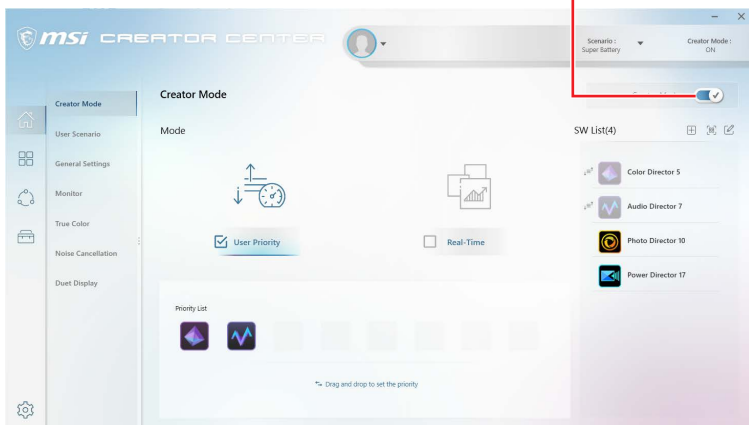 msi CREATOR CENTER
Scenario :
Super Battery
Creator Mode :
ON
Creator Mode
User Scenario
General Settings
Monitor
True Color
Noise Cancellation
Duet Display
Creator Mode
Mode
User Priority
Real-Time
Priority List
Drag and drop to set the priority
SW List(4)
Color Director 5
Audio Director 7
Photo Director 10
Power Director 17